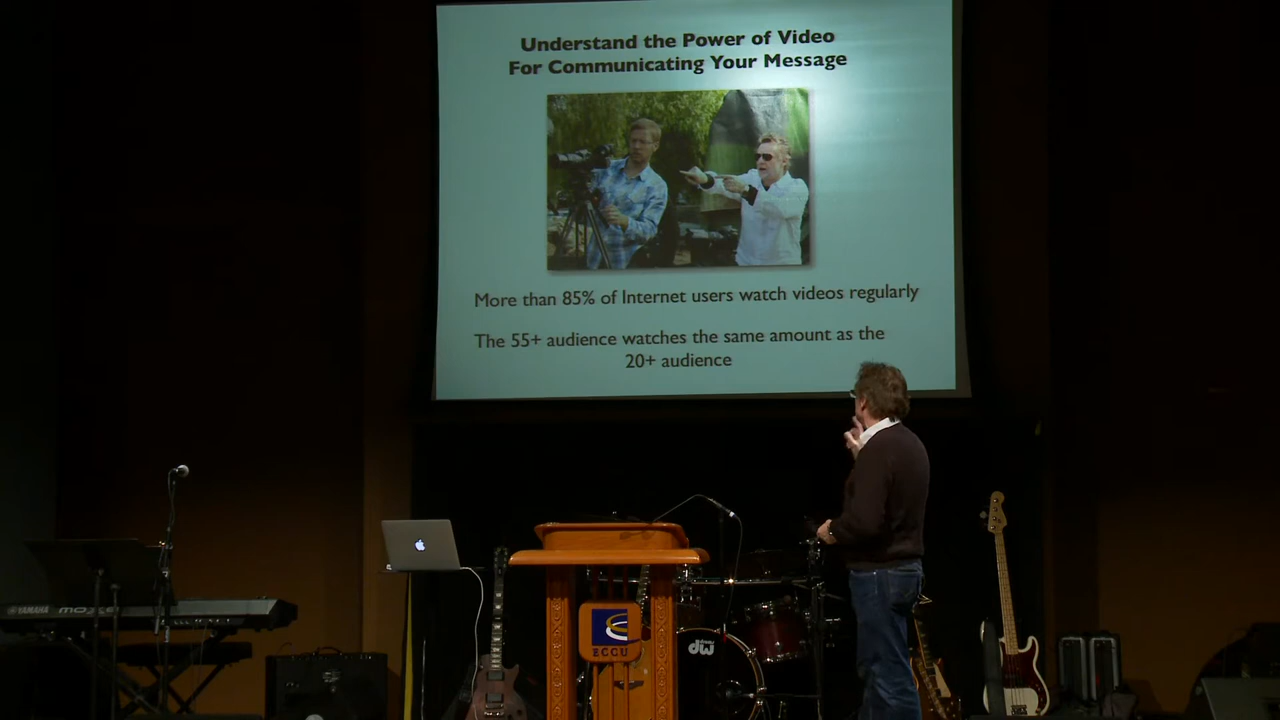 Understand the Power of Video
For Communicating Your Message
More than 85% of Internet users watch videos regularly
The 55+ audience watches the same amount as the
20+ audience
YAMAHA
dw
ECCU